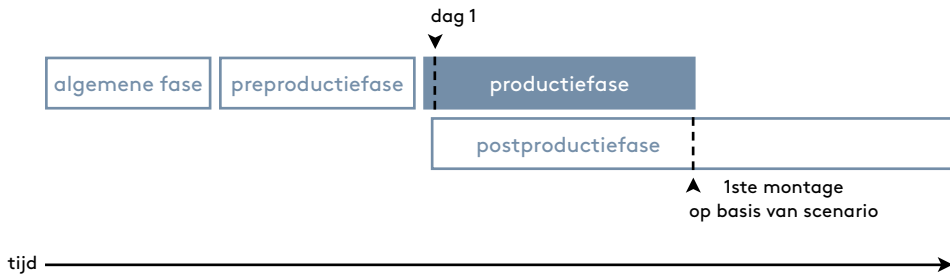 dag 1
algemene fase
preproductiefase
productiefase
postproductiefase
1ste montage
op basis van scenario
tijd